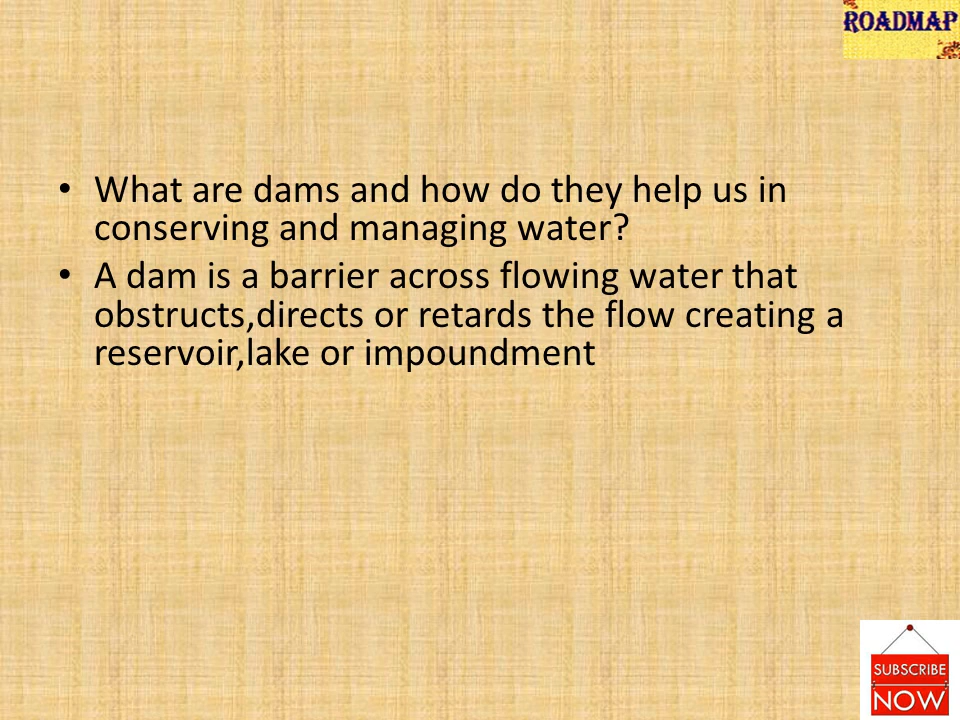 ROADMAP
• What are dams and how do they help us in
conserving and managing water?
• A dam is a barrier across flowing water that
obstructs,directs or retards the flow creating a
reservoir,lake or impoundment
SUBSCRIBE
NOW